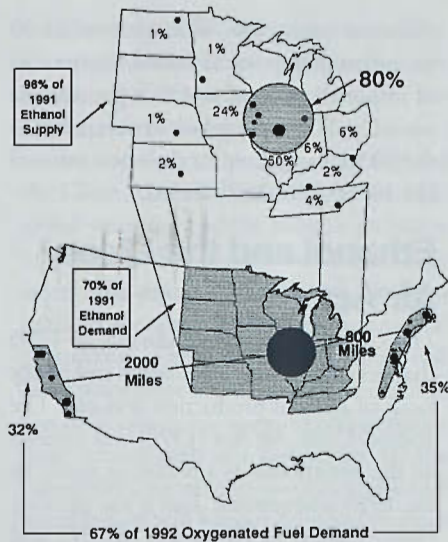 1%
1%
96% of
1991
Ethanol
Supply
80%
24%
1%
6%
6%
50%
2%
2%
4%
70% of
1991
Ethanol
Demand
2000
Miles
800
Miles
35%
32%
67% of 1992 Oxygenated Fuel Demand